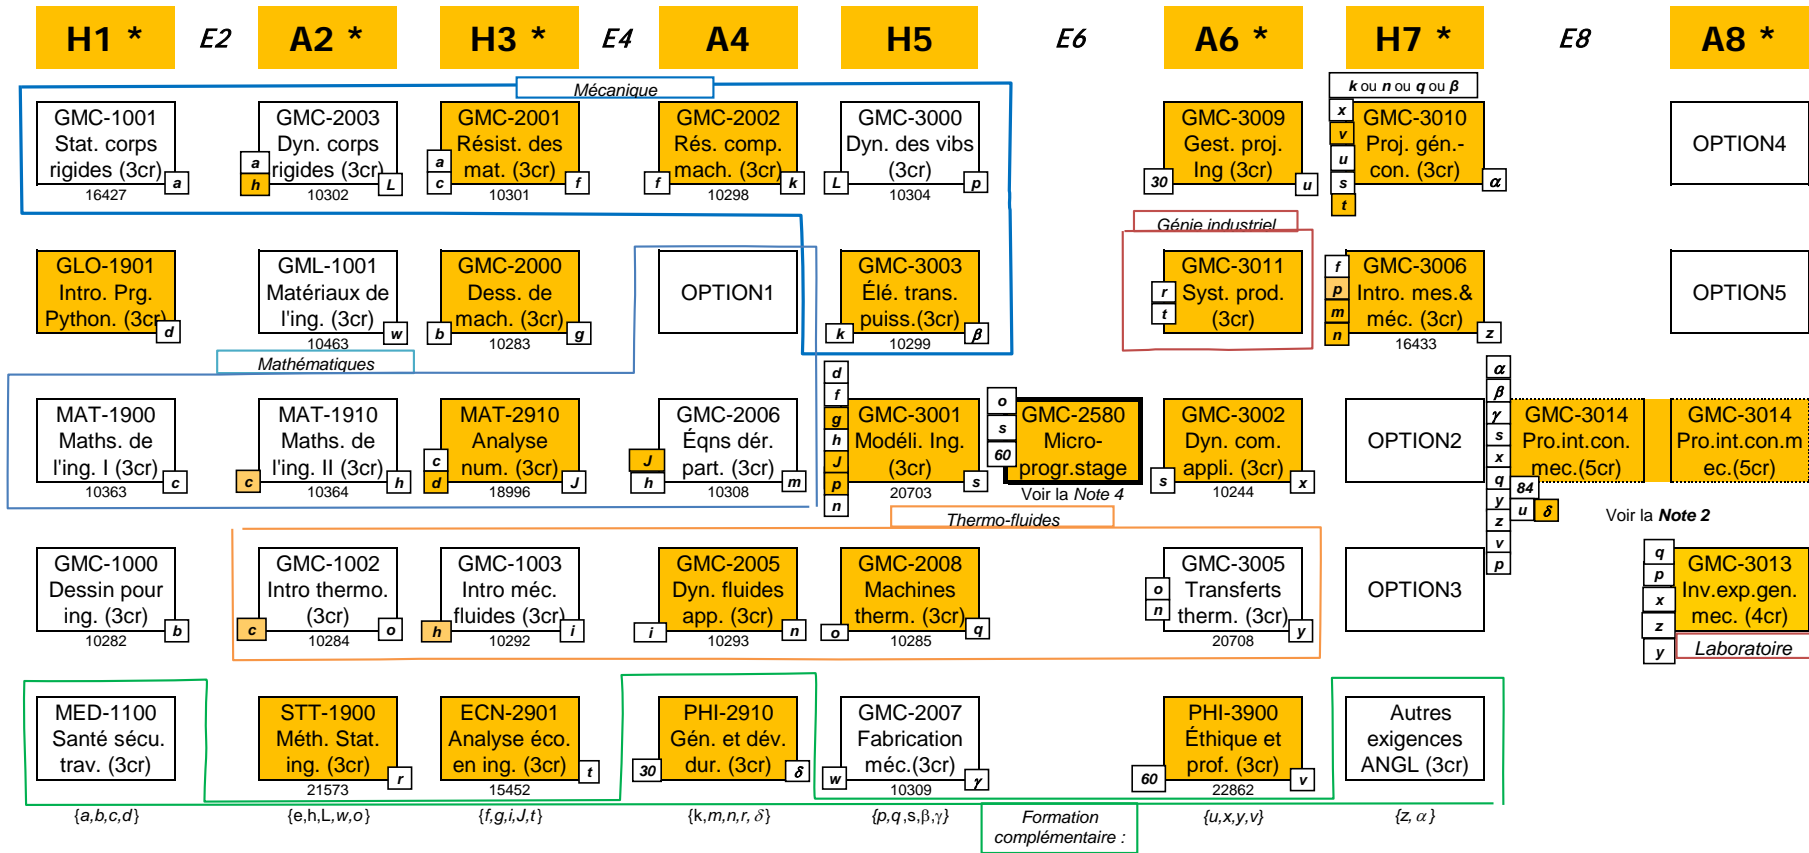 H1 *
E2
A2 *
H3 *
E4
A4
H5
E6
A6 *
H7 *
E8
A8 *
Mécanique
k ou n ou q ou β
GMC-1001
Stat. corps
rigides (3cr)
a
16427
GMC-2003
Dyn. corps
rigides (3cr)
a
h
L
10302
GMC-2001
Résist. des
mat. (3cr)
a
c
f
10301
GMC-2002
Rés. comp.
mach. (3cr)
f
k
10298
GMC-3000
Dyn. des vibs
(3cr)
L
p
10304
GMC-3009
Gest. proj.
Ing (3cr)
30
u
x
v
u
s
t
GMC-3010
Proj. gén.-
con. (3cr)
α
OPTION4
Génie industriel
GLO-1901
Intro. Prg.
Python. (3cr)
d
GML-1001
Matériaux de
l'ing. (3cr)
w
10463
GMC-2000
Dess. de
mach. (3cr)
b
g
10283
OPTION1
GMC-3003
Élé. trans.
puiss.(3cr)
k
β
10299
GMC-3011
Syst. prod.
(3cr)
r
t
f
p
m
n
GMC-3006
Intro. mes.&
méc. (3cr)
z
16433
OPTION5
Mathématiques
MAT-1900
Maths. de
l'ing. I (3cr)
c
10363
MAT-1910
Maths. de
l'ing. II (3cr)
c
h
10364
MAT-2910
Analyse
num. (3cr)
c
d
J
18996
GMC-2006
Éqns dér.
part. (3cr)
J
h
m
10308
d
f
g
h
J
p
n
GMC-3001
Modéli. Ing.
(3cr)
s
20703
o
s
60
GMC-2580
Micro-
progr.stage
Voir la Note 4
GMC-3002
Dyn. com.
appli. (3cr)
s
x
10244
OPTION2
α
β
γ
s
x
q
y
z
v
p
84
u
δ
GMC-3014
Pro.int.con.
mec.(5cr)
GMC-3014
Pro.int.con.m
ec.(5cr)
Voir la Note 2
Thermo-fluides
GMC-1000
Dessin pour
ing. (3cr)
b
10282
GMC-1002
Intro thermo.
(3cr)
c
o
10284
GMC-1003
Intro méc.
fluides (3cr)
h
i
10292
GMC-2005
Dyn. fluides
app. (3cr)
i
n
10293
GMC-2008
Machines
therm. (3cr)
o
q
10285
GMC-3005
Transferts
therm. (3cr)
o
n
y
20708
OPTION3
q
p
x
z
y
GMC-3013
Inv.exp.gen.
mec. (4cr)
Laboratoire
MED-1100
Santé sécu.
trav. (3cr)
STT-1900
Méth. Stat.
ing. (3cr)
r
21573
ECN-2901
Analyse éco.
en ing. (3cr)
t
15452
PHI-2910
Gén. et dév.
dur. (3cr)
30
δ
GMC-2007
Fabrication
méc.(3cr)
w
γ
10309
PHI-3900
Éthique et
prof. (3cr)
60
v
22862
Autres
exigences
ANGL (3cr)
{a,b,c,d}
{e,h,L,w,o}
{f,g,i,J,t}
{k,m,n,r, δ}
{p,q,s,β,γ}
Formation
complémentaire :
{u,x,y,v}
{z, α}